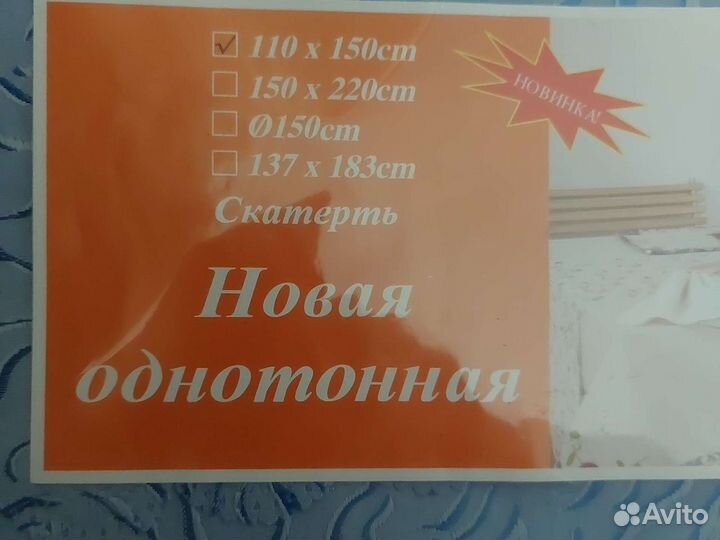 110 x 150cm
150 x 220cm
Ø150cm
137 x 183cm
Скатерть
Новая
однотонная
НОВИНКА!
Avito